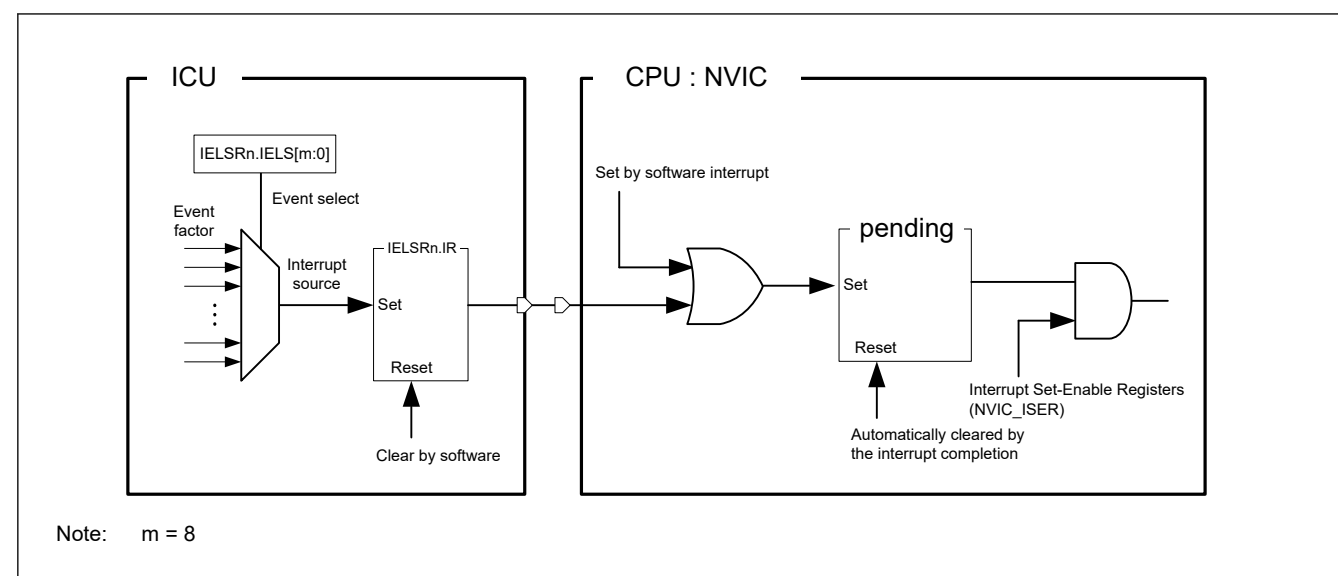 ICU
CPU : NVIC
IELSRn.IELS[m:0]
Event select
Event
factor
Interrupt
source
IELSRn.IR
Set
Reset
Clear by software
Set by software interrupt
pending
Set
Reset
Automatically cleared by
the interrupt completion
Interrupt Set-Enable Registers
(NVIC_ISER)
Note: m = 8